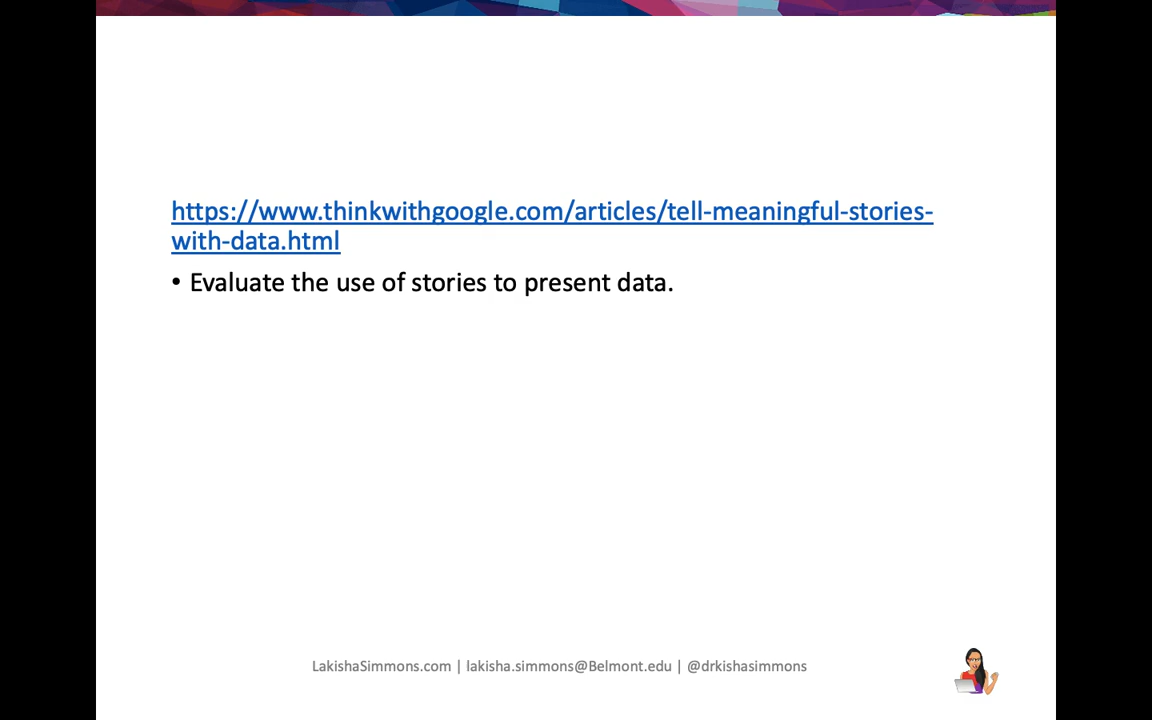 https://www.thinkwithgoogle.com/articles/tell-meaningful-stories-
with-data.html
• Evaluate the use of stories to present data.
LakishaSimmons.com | lakisha.simmons@Belmont.edu | @drkishasimmons